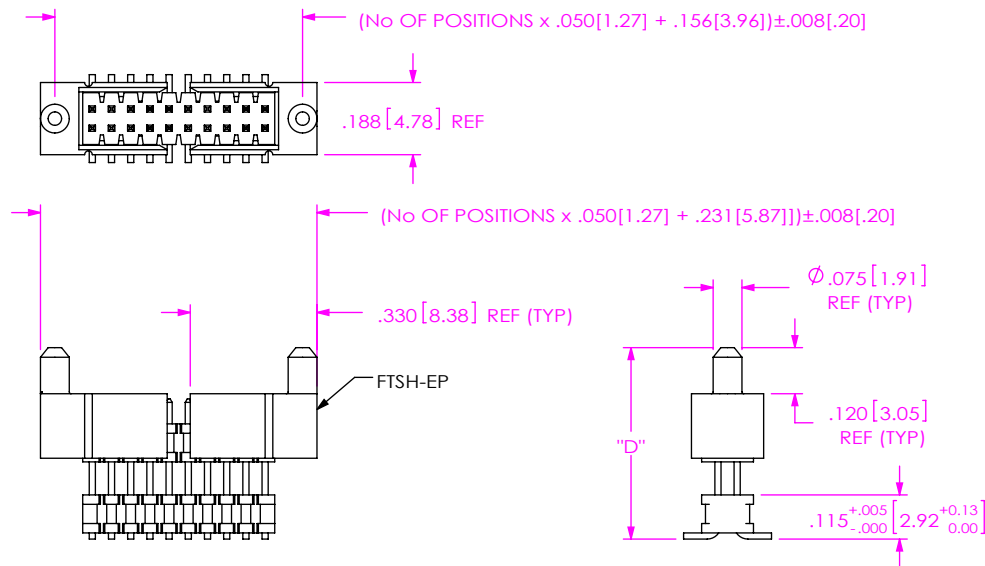 (No OF POSITIONS x .050[1.27] + .156[3.96])±.008[.20]
.188[4.78] REF
(No OF POSITIONS x .050[1.27] + .231[5.87]])±.008[.20]
Ø.075[1.91]
REF (TYP)
.330[8.38] REF (TYP)
FTSH-EP
.120[3.05]
REF (TYP)
"D"
.115 +.005 -.000 [2.92 +0.13 0.00]